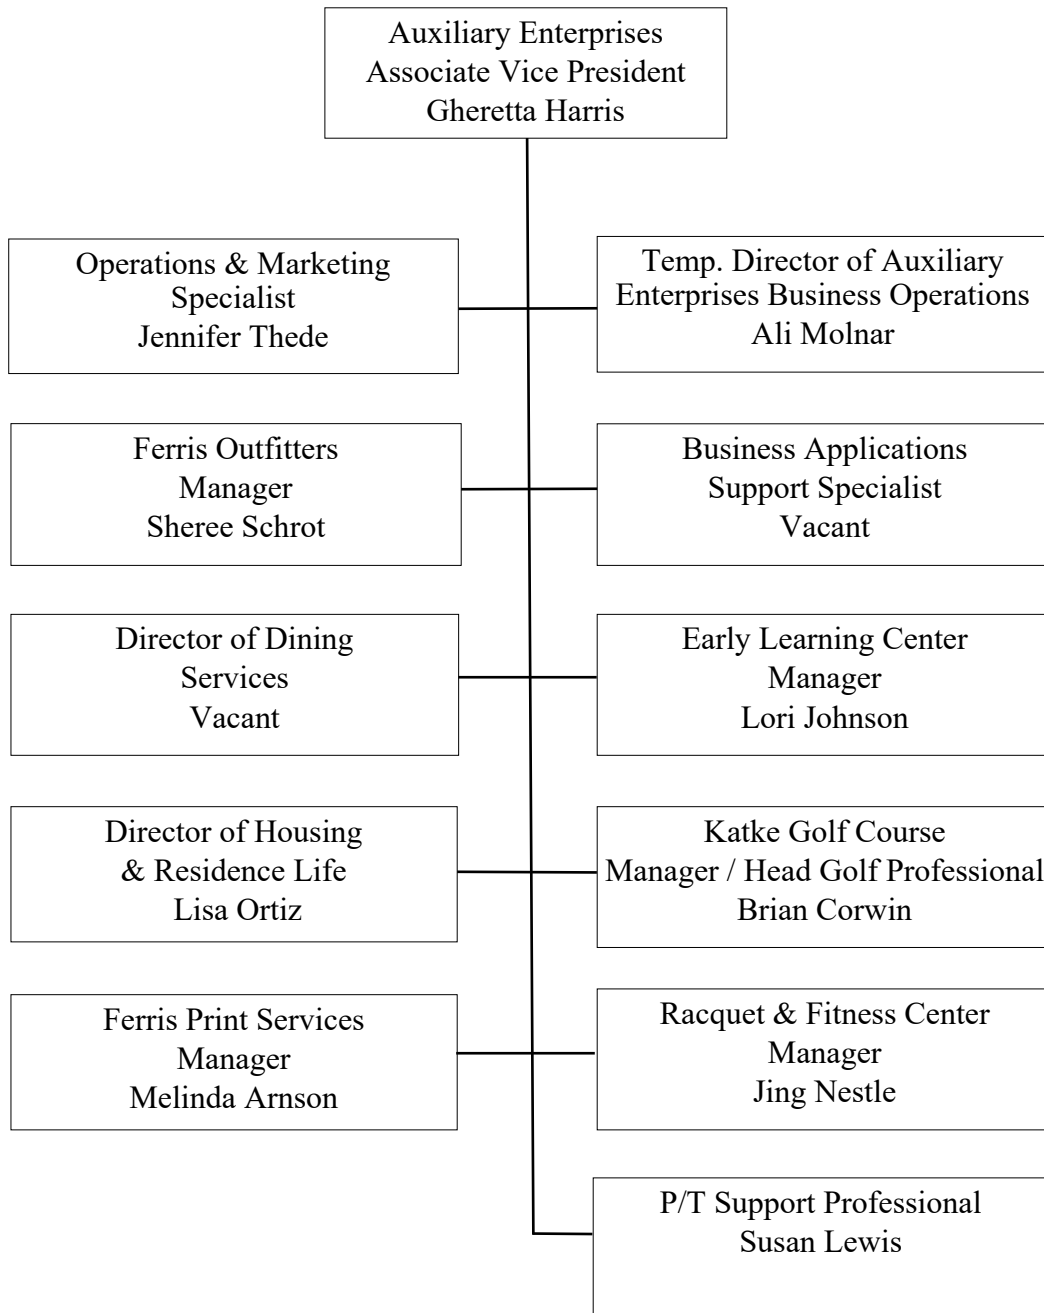 Auxiliary Enterprises
Associate Vice President
Gheretta Harris
Operations & Marketing
Specialist
Jennifer Thede
Temp. Director of Auxiliary
Enterprises Business Operations
Ali Molnar
Ferris Outfitters
Manager
Sheree Schrot
Business Applications
Support Specialist
Vacant
Director of Dining
Services
Vacant
Early Learning Center
Manager
Lori Johnson
Director of Housing
& Residence Life
Lisa Ortiz
Katke Golf Course
Manager / Head Golf Professional
Brian Corwin
Ferris Print Services
Manager
Melinda Arnson
Racquet & Fitness Center
Manager
Jing Nestle
P/T Support Professional
Susan Lewis